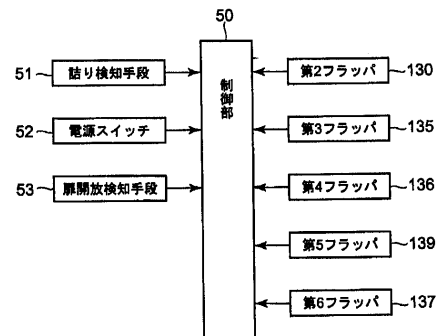 50
51 詰り検知手段
52 電源スイッチ
53 扉開放検知手段
制御部
第2フラッパ 130
第3フラッパ 135
第4フラッパ 136
第5フラッパ 139
第6フラッパ 137